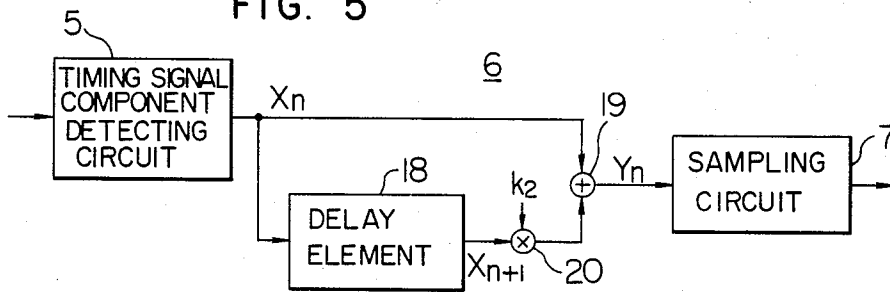 FIG. 5
5
6
TIMING SIGNAL
COMPONENT
DETECTING
CIRCUIT
Xn
19
7
Yn
SAMPLING
CIRCUIT
18
k2
DELAY
ELEMENT
+
×
Xn+1
20